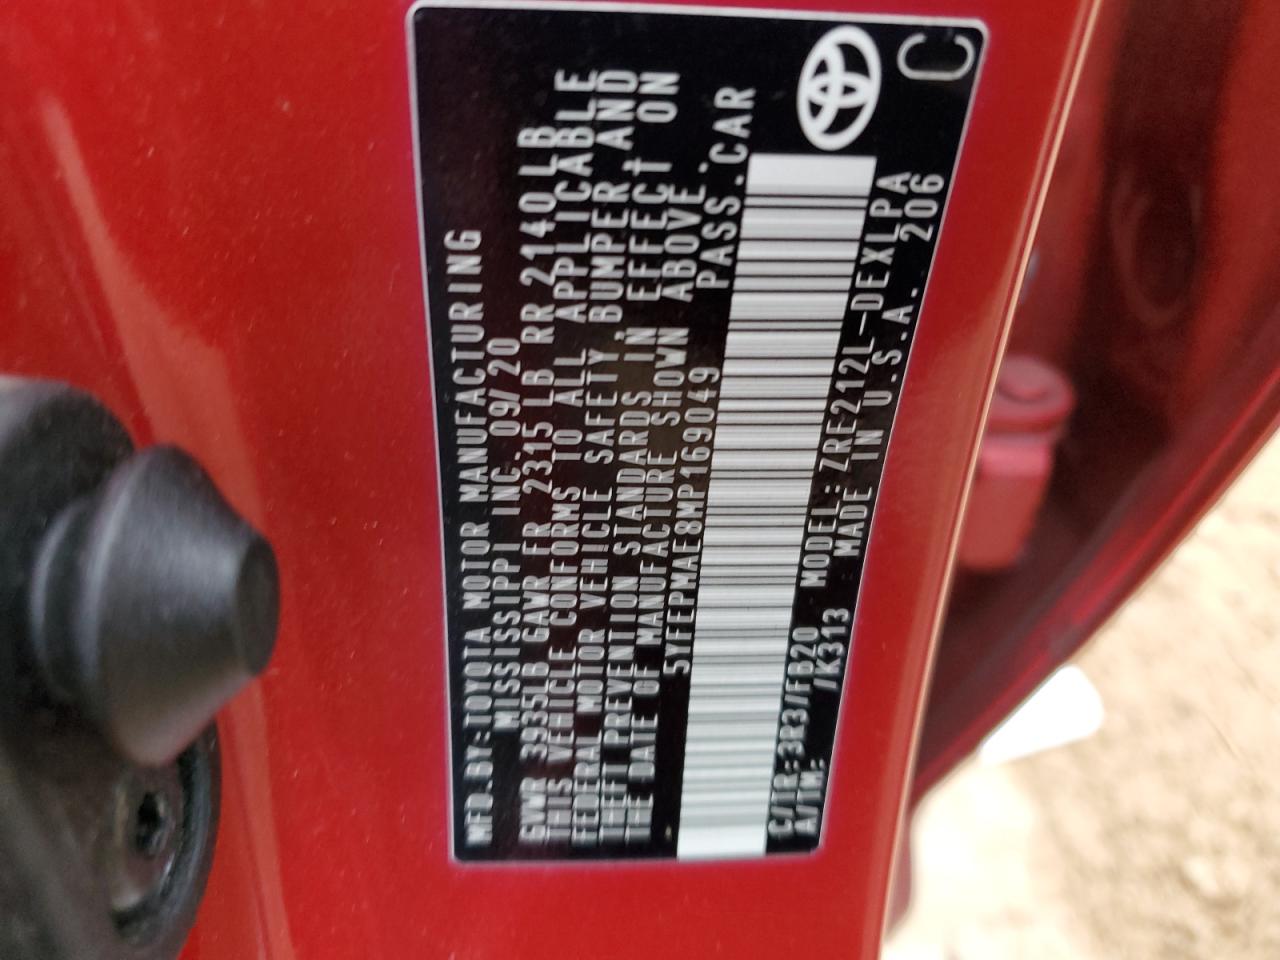 MFD.BY:TOYOTA MOTOR MANUFACTURING
MISSISSIPPI INC. 09/20
GVWR 3935LB GAWR FR 2315 LB RR 2140 LB
THIS VEHICLE CONFORMS TO ALL APPLICABLE
FEDERAL MOTOR VEHICLE SAFETY, BUMPER, AND
THEFT PREVENTION STANDARDS IN EFFECT ON
THE DATE OF MANUFACTURE SHOWN ABOVE.
5YFEPMAE8MP169049 PASS.CAR
C/TR:3R3/FB20 MODEL:ZRE212L-DEXLPA
A/TM: /K313 MADE IN U.S.A. 206
C